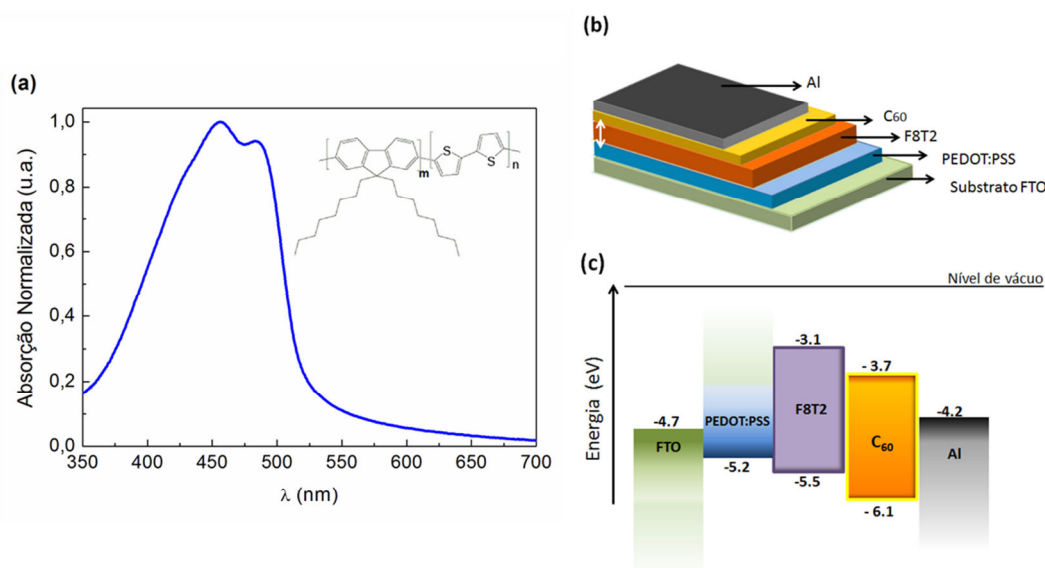 (a)
Absorção Normalizada (u.a.)
1,0
0,8
0,6
0,4
0,2
0,0
350 400 450 500 550 600 650 700
λ (nm)
m
S
S
n
(b)
Al
C60
F8T2
PEDOT:PSS
Substrato FTO
(c)
Nível de vácuo
Energia (eV)
-3.1
- 3.7
-4.2
-4.7
F8T2
PEDOT:PSS
FTO
C60
Al
-5.2
-5.5
- 6.1